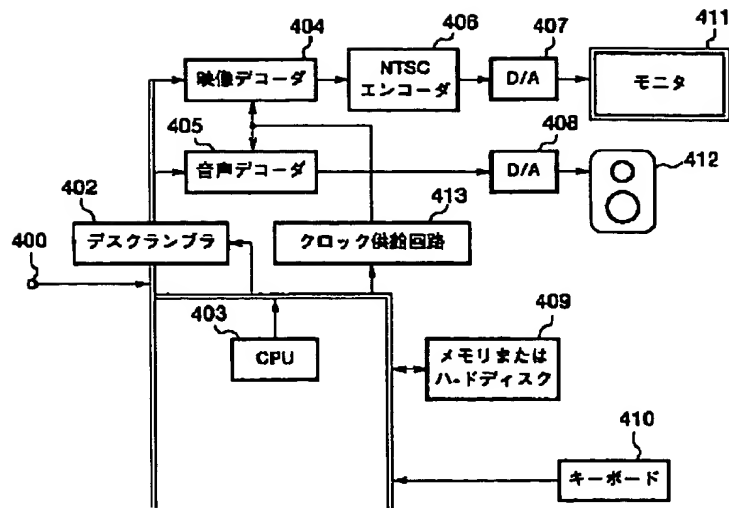 404
406
407
411
映像デコーダ
NTSC
エンコーダ
D/A
モニタ
405
408
音声デコーダ
D/A
412
402
413
400
デスクランブラ
クロック供給回路
403
CPU
409
メモリまたは
ハードディスク
410
キーボード